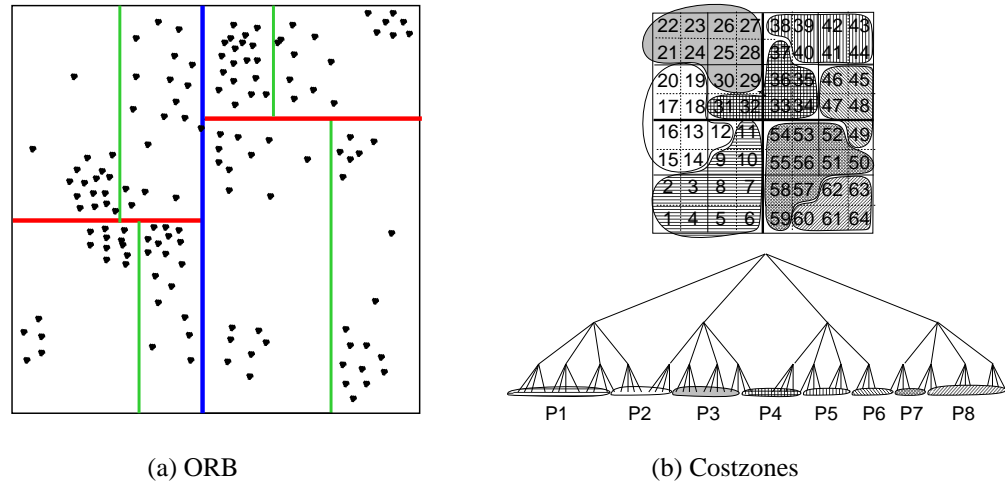 22 23 26 27 38 39 42 43
21 24 25 28 37 40 41 44
20 19 30 29 36 35 46 45
17 18 31 32 33 34 47 48
16 13 12 11 54 53 52 49
15 14 9 10 55 56 51 50
2 3 8 7 58 57 62 63
1 4 5 6 59 60 61 64
P1 P2 P3 P4 P5 P6 P7 P8
(a) ORB
(b) Costzones